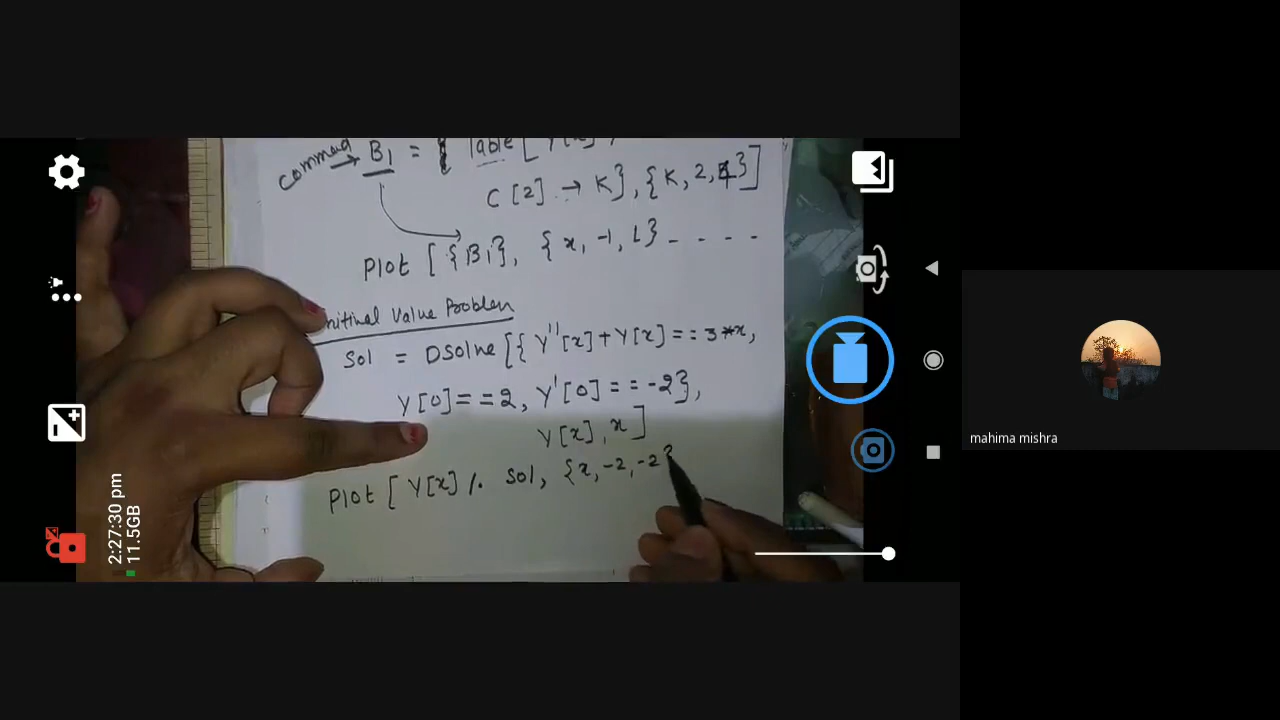 Command → B1 = { Table [ Y[x] /
C [2] → K}, {K, 2, 4}]
Plot [ {B1}, {x, -1, 1} - - - -
Initial Value Problem
Sol = DSolve [{ Y''[x] + Y[x] == 3*x,
Y[0] == 2, Y'[0] == -2},
Y[x], x ]
Plot [ Y[x] /. Sol, {x, -2, -2}
2:27:30 pm
11.5GB
mahima mishra